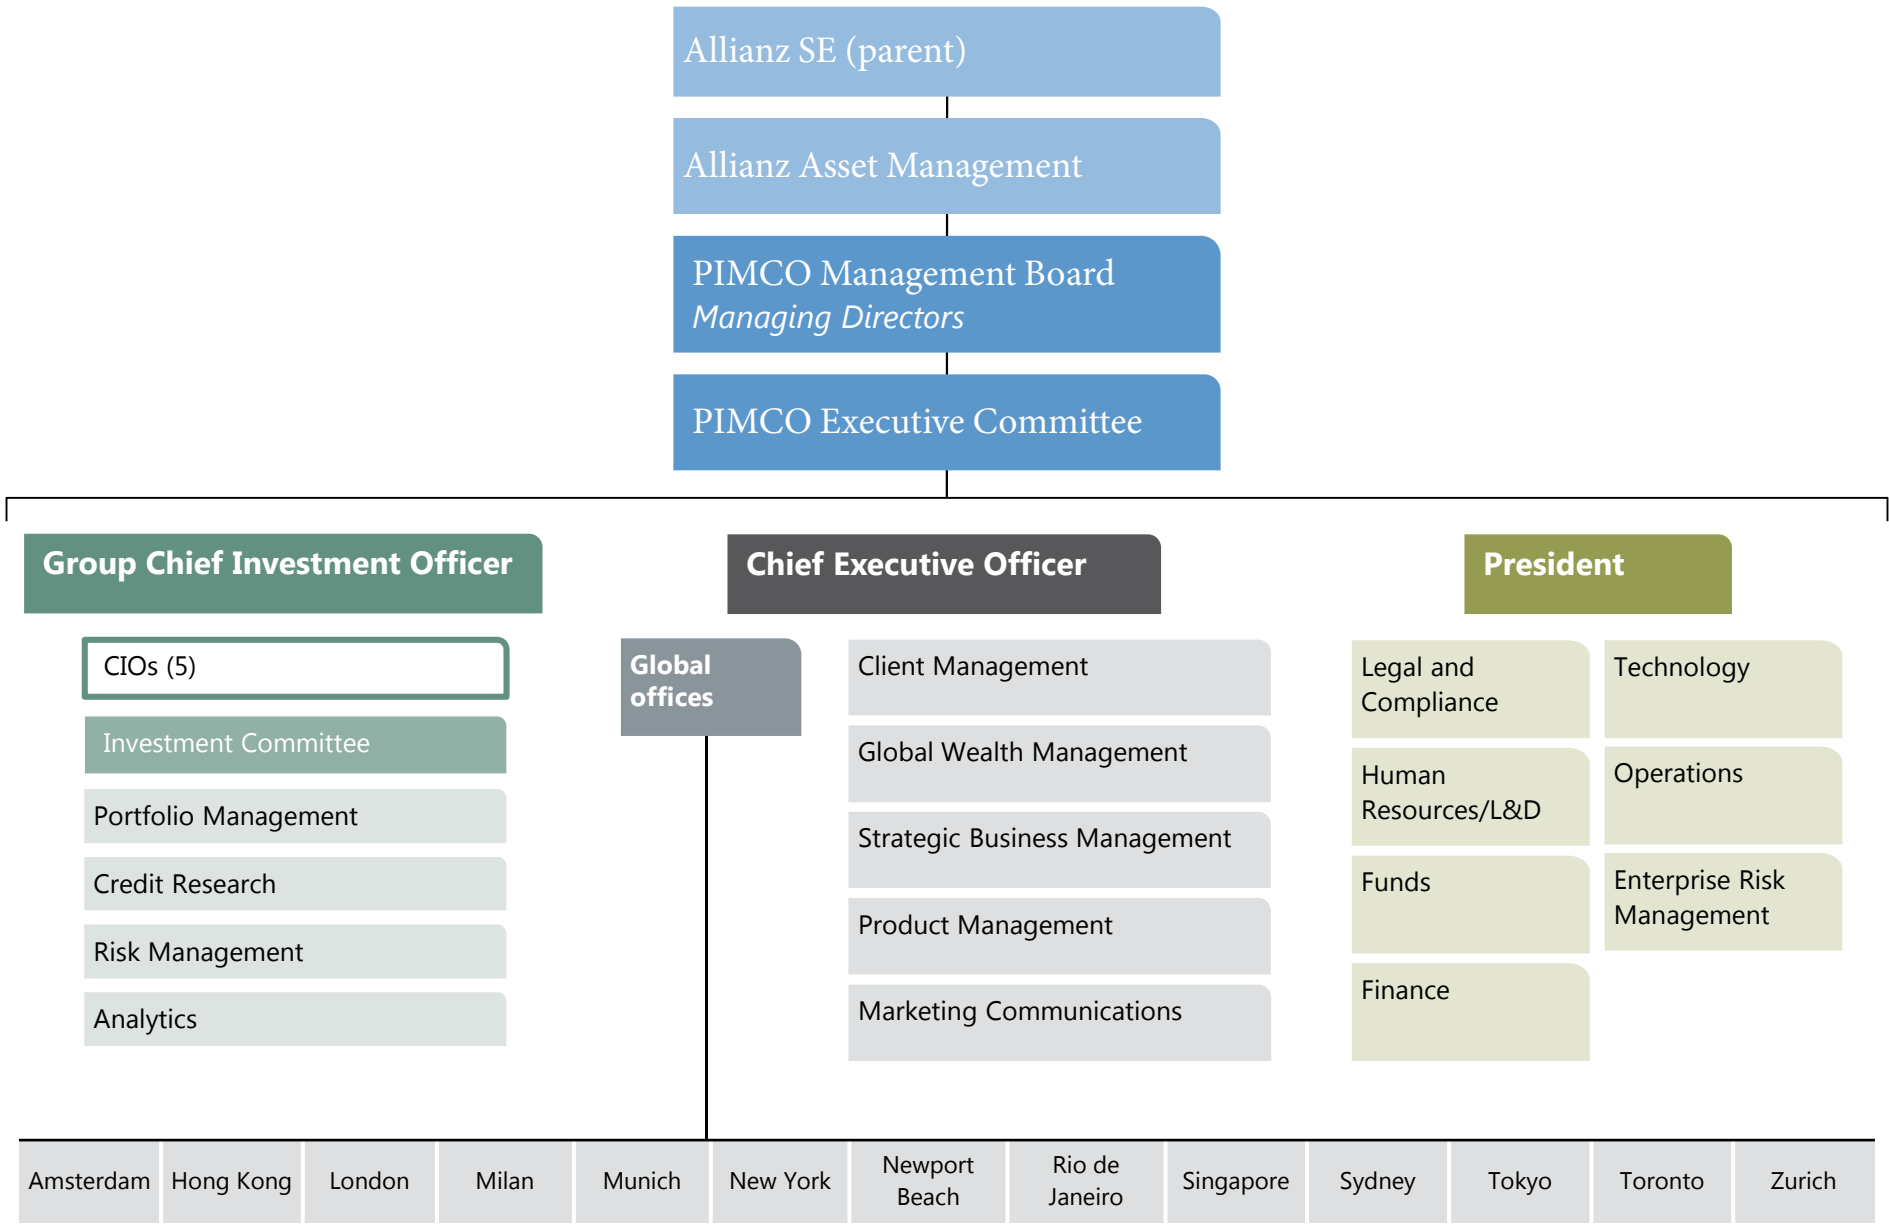 Allianz SE (parent)
Allianz Asset Management
PIMCO Management Board
Managing Directors
PIMCO Executive Committee
Group Chief Investment Officer
CIOs (5)
Investment Committee
Portfolio Management
Credit Research
Risk Management
Analytics
Chief Executive Officer
Global
offices
Client Management
Global Wealth Management
Strategic Business Management
Product Management
Marketing Communications
President
Legal and
Compliance
Human
Resources/L&D
Funds
Finance
Technology
Operations
Enterprise Risk
Management
Amsterdam
Hong Kong
London
Milan
Munich
New York
Newport
Beach
Rio de
Janeiro
Singapore
Sydney
Tokyo
Toronto
Zurich